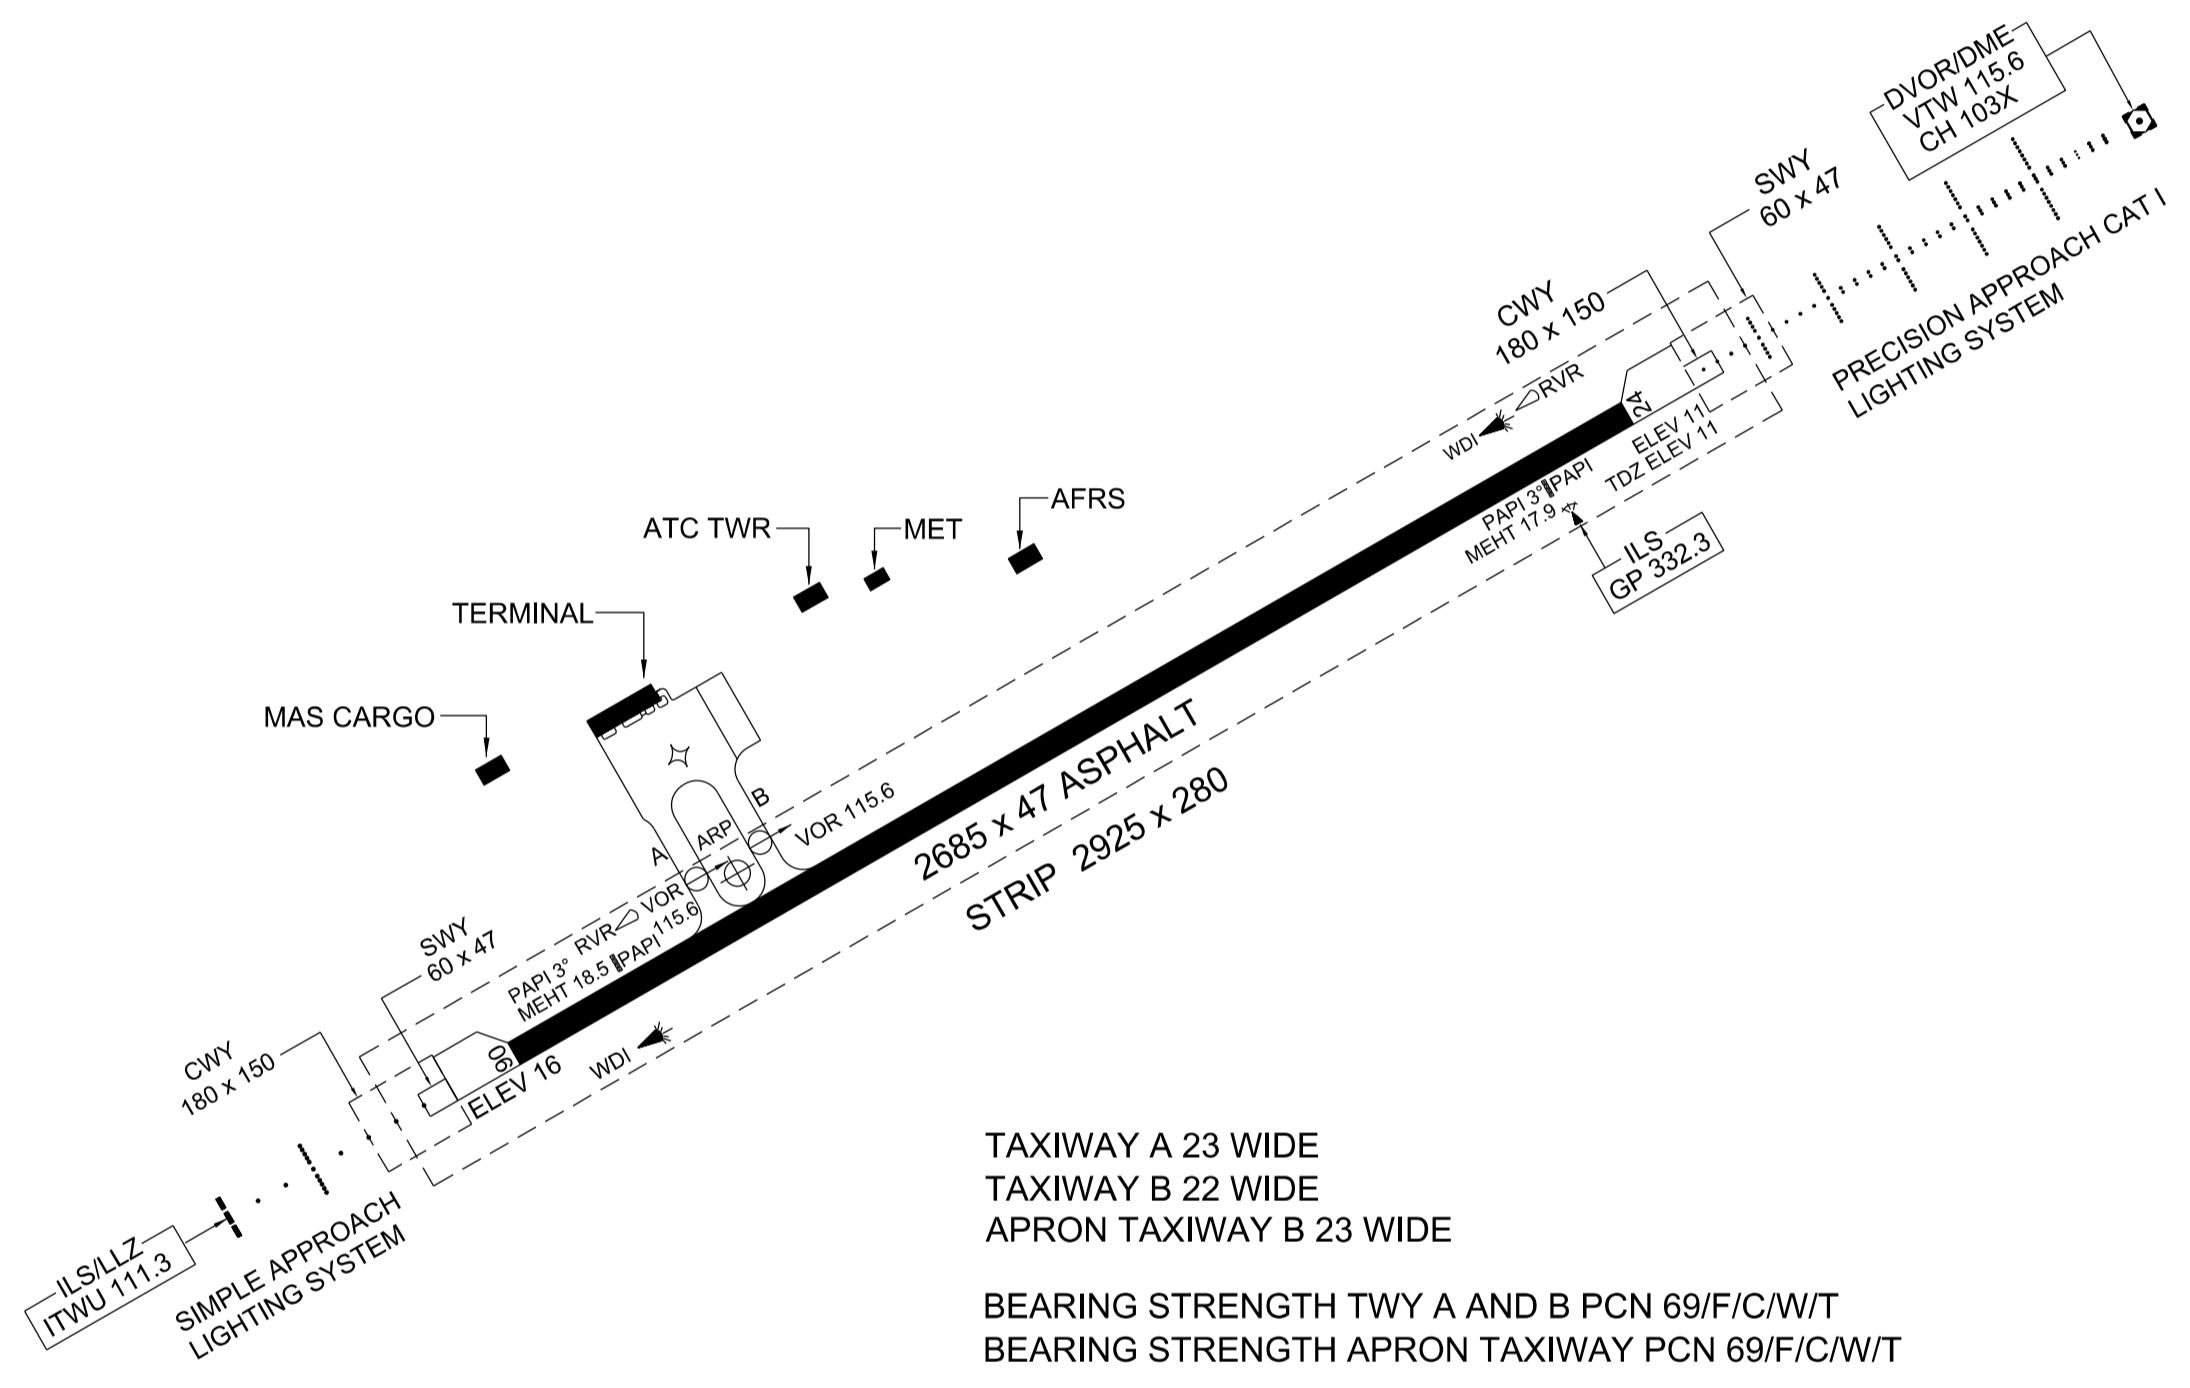 DVOR/DME
VTW 115.6
CH 103X
SWY
60 x 47
PRECISION APPROACH CAT I
LIGHTING SYSTEM
CWY
180 x 150
RVR
WDI
24
ELEV 11
TDZ ELEV 11
PAPI 3° PAPI
MEHT 17.9
ILS
GP 332.3
AFRS
MET
ATC TWR
TERMINAL
MAS CARGO
B
VOR 115.6
ARP
A
VOR
115.6
RVR
2685 x 47 ASPHALT
STRIP 2925 x 280
PAPI 3°
MEHT 18.5 PAPI
SWY
60 x 47
WDI
06
ELEV 16
CWY
180 x 150
SIMPLE APPROACH
LIGHTING SYSTEM
ILS/LLZ
ITWU 111.3
TAXIWAY A 23 WIDE
TAXIWAY B 22 WIDE
APRON TAXIWAY B 23 WIDE
BEARING STRENGTH TWY A AND B PCN 69/F/C/W/T
BEARING STRENGTH APRON TAXIWAY PCN 69/F/C/W/T